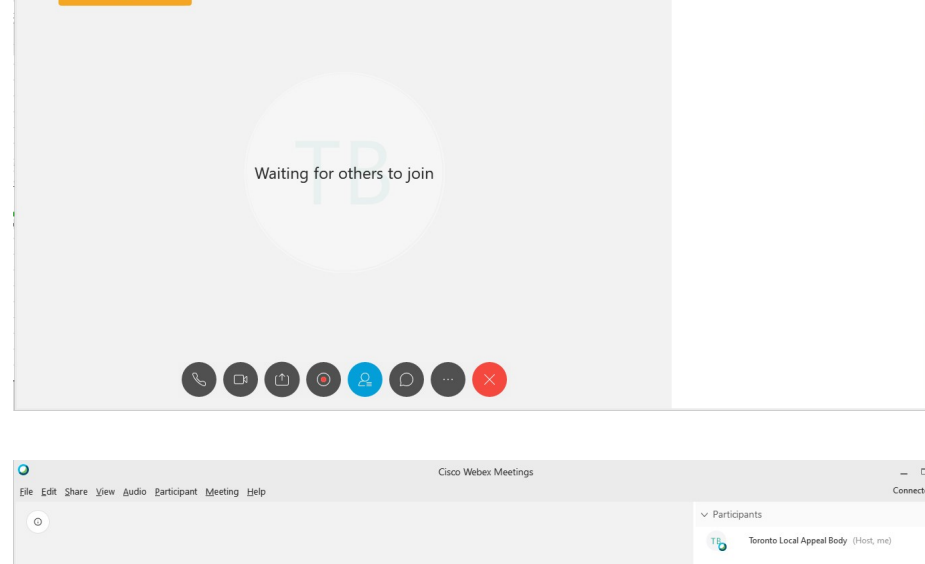 TB
Waiting for others to join
Cisco Webex Meetings
File Edit Share View Audio Participant Meeting Help
Participants
TB Toronto Local Appeal Body (Host, me)